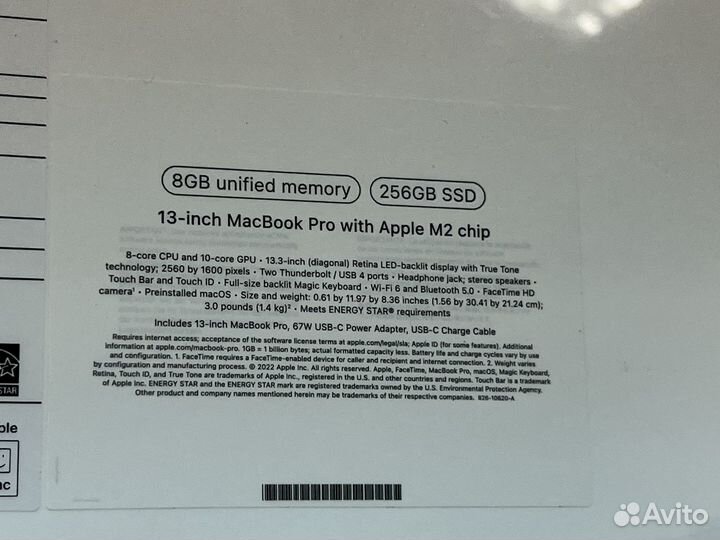 8GB unified memory 256GB SSD
13-inch MacBook Pro with Apple M2 chip
8-core CPU and 10-core GPU · 13.3-inch (diagonal) Retina LED-backlit display with True Tone
technology; 2560 by 1600 pixels · Two Thunderbolt / USB 4 ports · Headphone jack; stereo speakers ·
Touch Bar and Touch ID · Full-size backlit Magic Keyboard · Wi-Fi 6 and Bluetooth 5.0 · FaceTime HD
camera¹ · Preinstalled macOS · Size and weight: 0.61 by 11.97 by 8.36 inches (1.56 by 30.41 by 21.24 cm);
3.0 pounds (1.4 kg)² · Meets ENERGY STAR® requirements
Includes 13-inch MacBook Pro, 67W USB-C Power Adapter, USB-C Charge Cable
Requires internet access; acceptance of the software license terms at apple.com/legal/sla; Apple ID (for some features). Additional
information at apple.com/macbook-pro. 1GB = 1 billion bytes; actual formatted capacity less. Battery life and charge cycles vary by use
and configuration. 1. FaceTime requires a FaceTime-enabled device for caller and recipient and internet connection. 2. Weight varies
by configuration and manufacturing process. © 2022 Apple Inc. All rights reserved. Apple, FaceTime, MacBook Pro, macOS, Magic Keyboard,
Retina, Touch ID, and True Tone are trademarks of Apple Inc., registered in the U.S. and other countries and regions. Touch Bar is a trademark
of Apple Inc. ENERGY STAR and the ENERGY STAR mark are registered trademarks owned by the U.S. Environmental Protection Agency.
Other product and company names mentioned herein may be trademarks of their respective companies. 826-10620-A
STAR
ple
nc
Avito